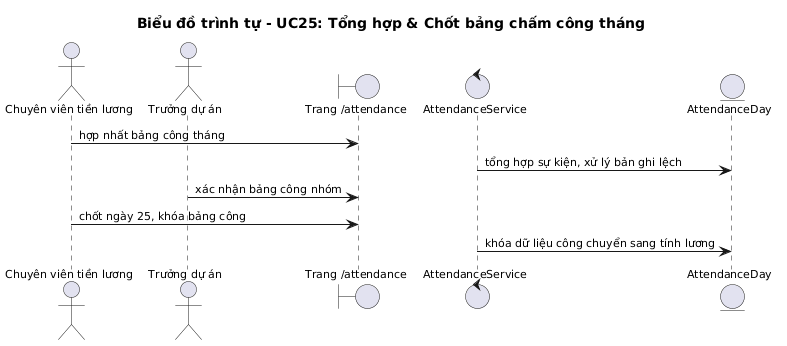 Biểu đồ trình tự - UC25: Tổng hợp & Chốt bảng chấm công tháng
Chuyên viên tiền lương
Trưởng dự án
Trang /attendance
AttendanceService
AttendanceDay
hợp nhất bảng công tháng
tổng hợp sự kiện, xử lý bản ghi lệch
xác nhận bảng công nhóm
chốt ngày 25, khóa bảng công
khóa dữ liệu công chuyển sang tính lương
Chuyên viên tiền lương
Trưởng dự án
Trang /attendance
AttendanceService
AttendanceDay